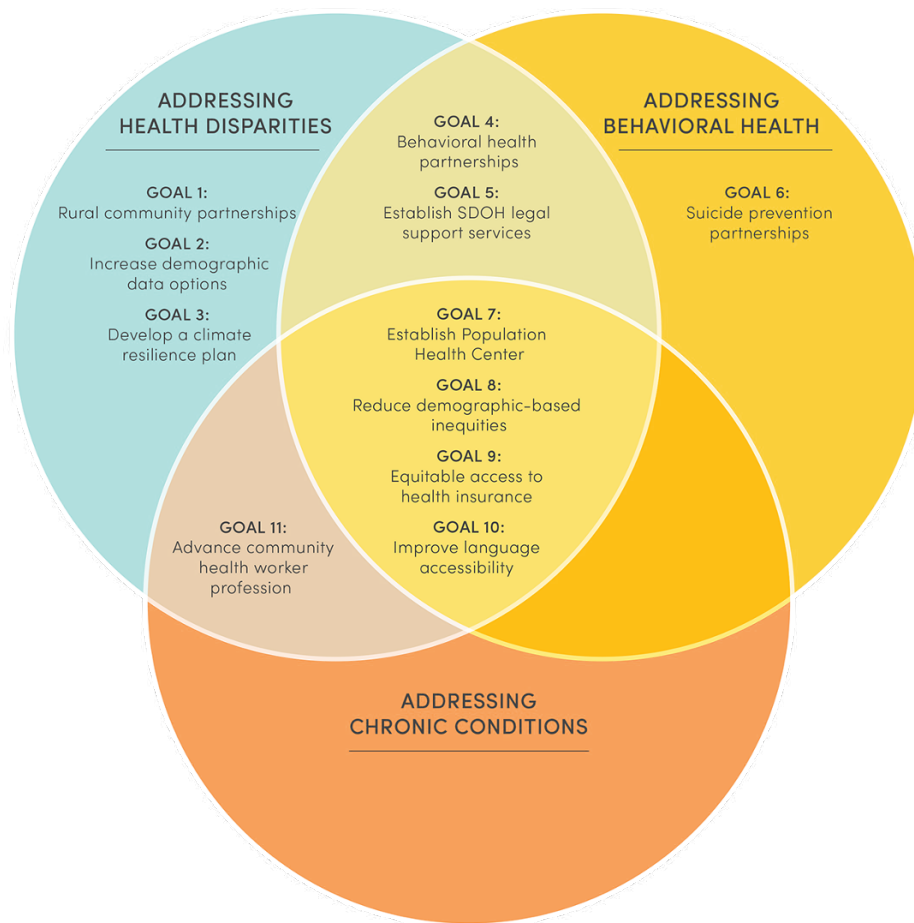 ADDRESSING
HEALTH DISPARITIES
GOAL 1:
Rural community partnerships
GOAL 2:
Increase demographic
data options
GOAL 3:
Develop a climate
resilience plan
GOAL 4:
Behavioral health
partnerships
GOAL 5:
Establish SDOH legal
support services
ADDRESSING
BEHAVIORAL HEALTH
GOAL 6:
Suicide prevention
partnerships
GOAL 7:
Establish Population
Health Center
GOAL 8:
Reduce demographic-based
inequities
GOAL 9:
Equitable access to
health insurance
GOAL 10:
Improve language
accessibility
GOAL 11:
Advance community
health worker
profession
ADDRESSING
CHRONIC CONDITIONS